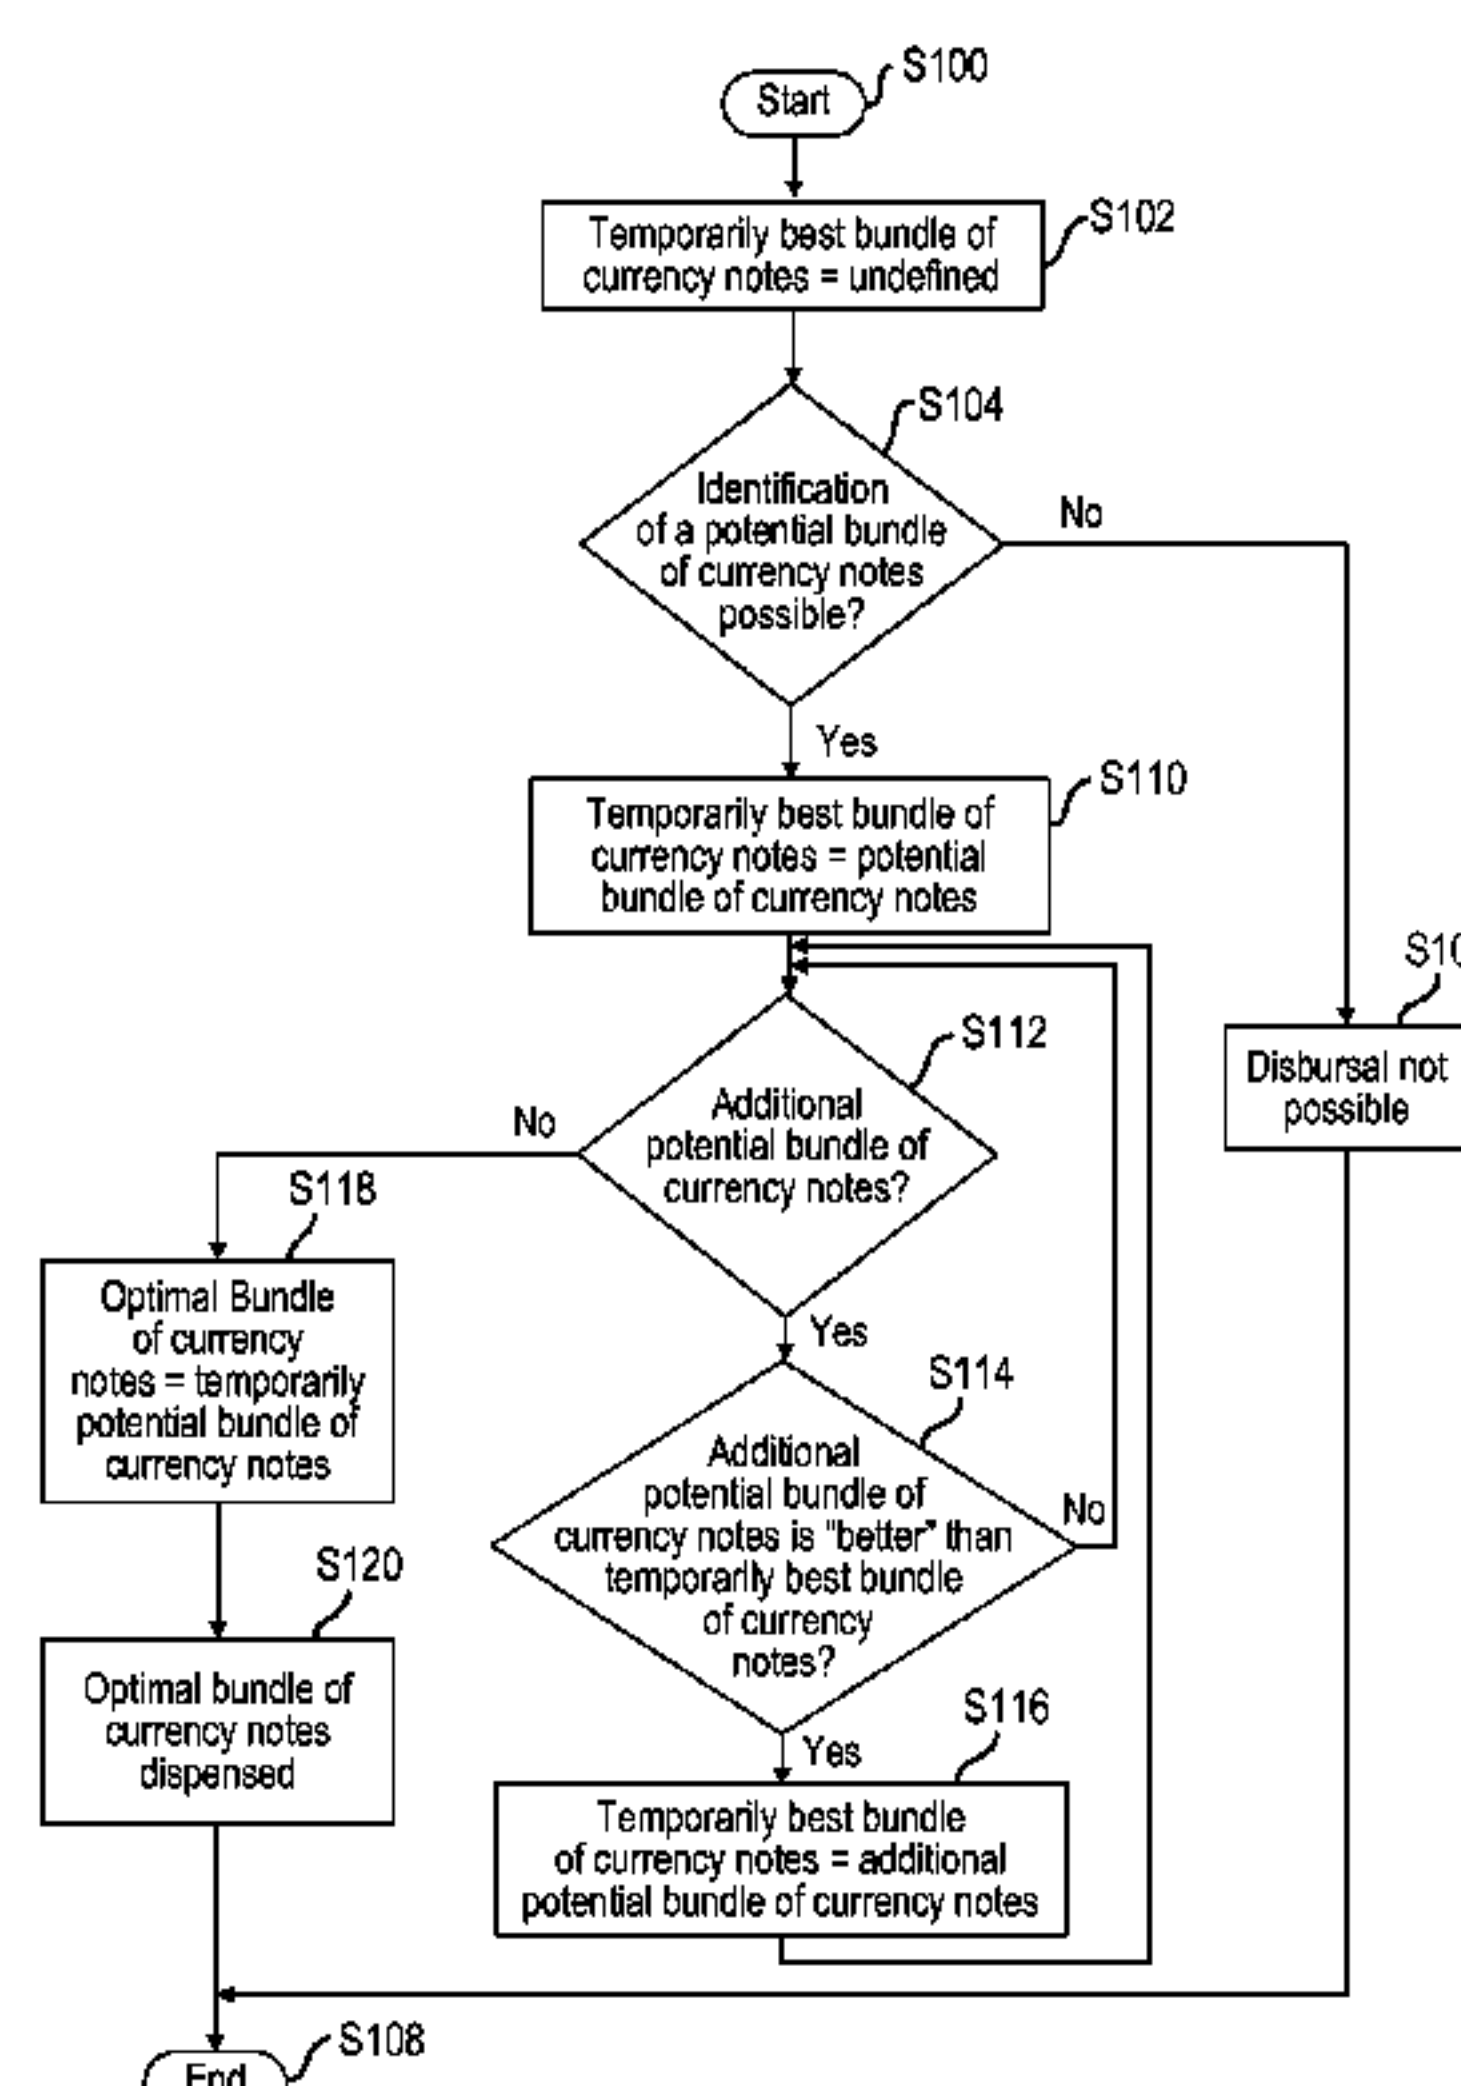 S100
Start
S102
Temporarily best bundle of
currency notes = undefined
S104
Identification
of a potential bundle
of currency notes
possible?
No
Yes
S110
Temporarily best bundle of
currency notes = potential
bundle of currency notes
S10
Disbursal not
possible
S112
Additional
potential bundle of
currency notes?
No
S118
Optimal Bundle
of currency
notes = temporarily
potential bundle of
currency notes
Yes
S114
Additional
potential bundle of
currency notes is "better" than
temporarily best bundle
of currency
notes?
No
S120
Optimal bundle of
currency notes
dispensed
Yes
S116
Temporarily best bundle
of currency notes = additional
potential bundle of currency notes
S108
End